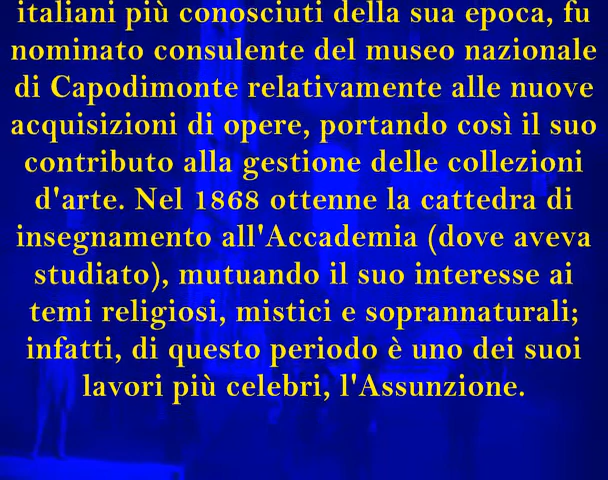 italiani più conosciuti della sua epoca, fu
nominato consulente del museo nazionale
di Capodimonte relativamente alle nuove
acquisizioni di opere, portando così il suo
contributo alla gestione delle collezioni
d'arte. Nel 1868 ottenne la cattedra di
insegnamento all'Accademia (dove aveva
studiato), mutuando il suo interesse ai
temi religiosi, mistici e soprannaturali;
infatti, di questo periodo è uno dei suoi
lavori più celebri, l'Assunzione.